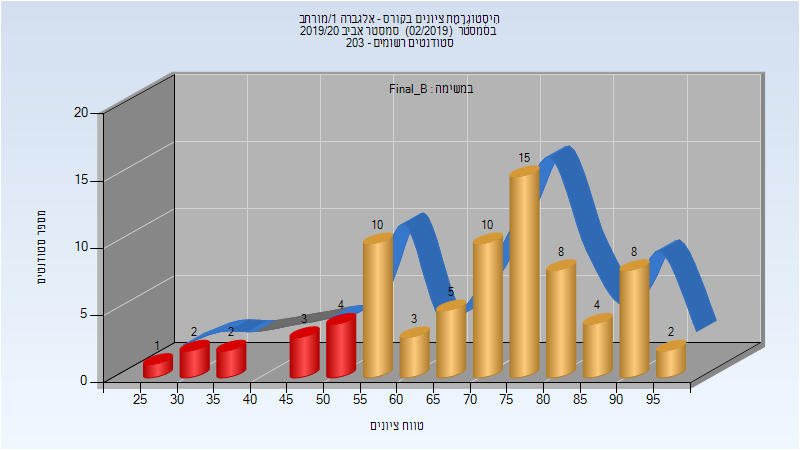 היסטוגרמת ציונים בקורס - אלגברה 1/מורחב
בסמסטר (02/2019) סמסטר אביב 2019/20
סטודנטים רשומים - 203
במשימה : Final_B
מספר סטודנטים
20
15
10
5
0
1
2
2
3
4
10
3
5
10
15
8
4
8
2
25 30 35 40 45 50 55 60 65 70 75 80 85 90 95
טווח ציונים